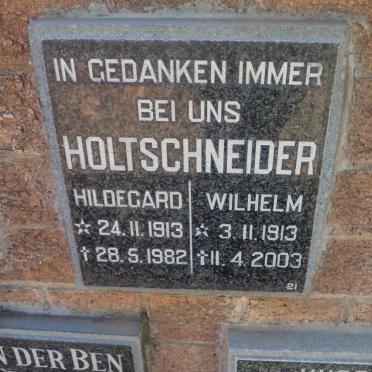 IN GEDANKEN IMMER
BEI UNS
HOLTSCHNEIDER
HILDEGARD WILHELM
☆ 24.11.1913 ☆ 3.11.1913
† 28.5.1982 † 11.4.2003
21
N DER BEN